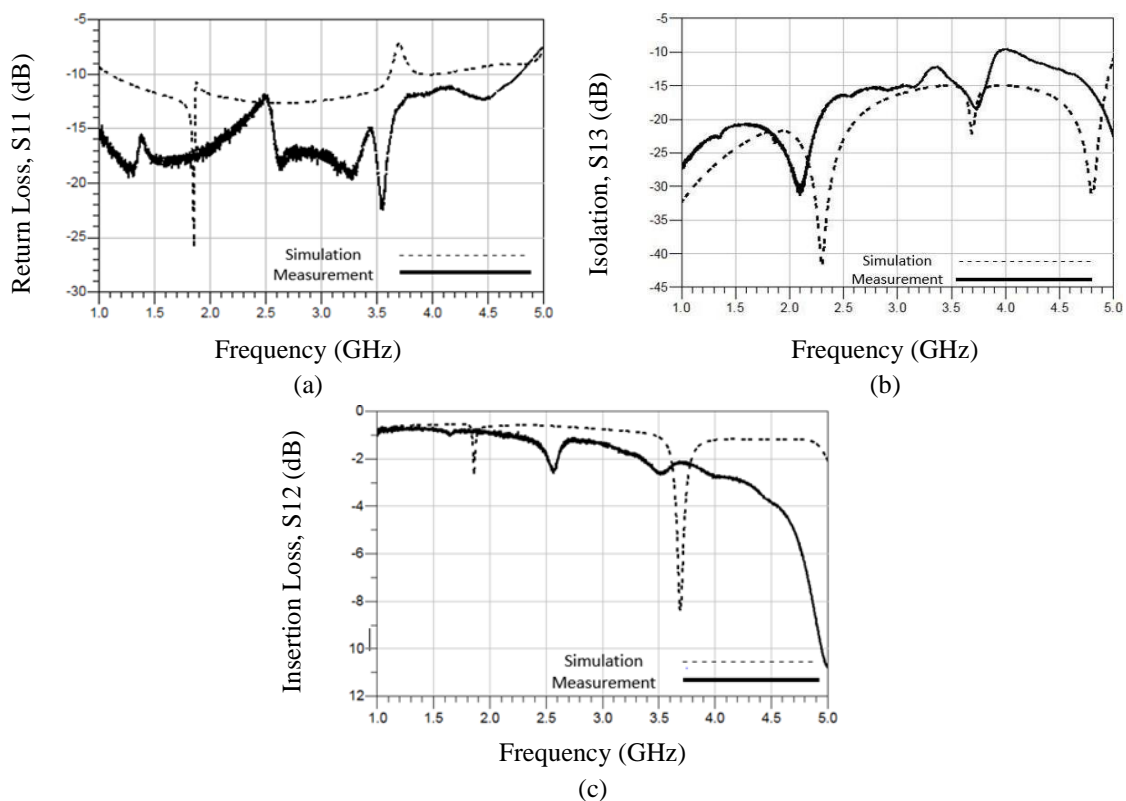 Return Loss, S11 (dB)
-5
-10
-15
-20
-25
-30
Simulation
Measurement
1.0 1.5 2.0 2.5 3.0 3.5 4.0 4.5 5.0
Frequency (GHz)
(a)
Isolation, S13 (dB)
-5
-10
-15
-20
-25
-30
-35
-40
-45
Simulation
Measurement
1.0 1.5 2.0 2.5 3.0 3.5 4.0 4.5 5.0
Frequency (GHz)
(b)
Insertion Loss, S12 (dB)
0
-2
-4
-6
-8
10
12
Simulation
Measurement
1.0 1.5 2.0 2.5 3.0 3.5 4.0 4.5 5.0
Frequency (GHz)
(c)